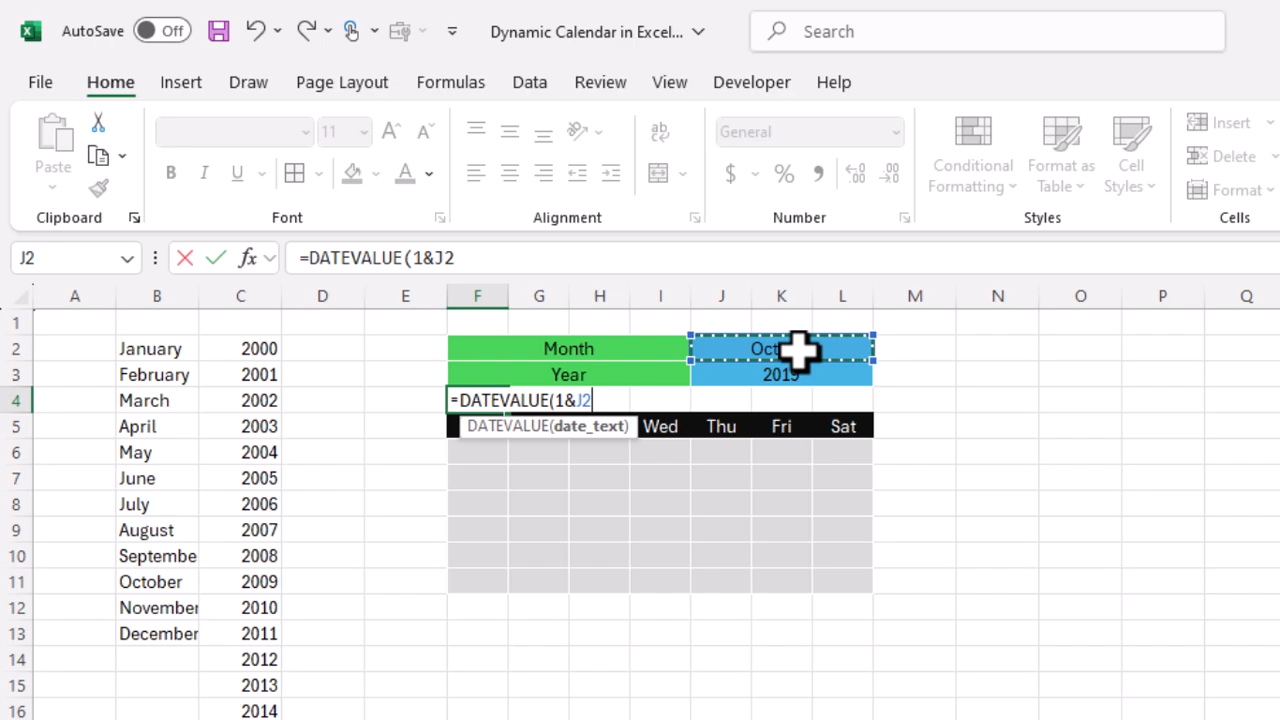 AutoSave Off Dynamic Calendar in Excel... Search
File Home Insert Draw Page Layout Formulas Data Review View Developer Help
Paste
11
A A
B I U
A
ab
General
$ %
Conditional Formatting
Format as Table
Cell Styles
Insert
Delete
Format
Clipboard Font Alignment Number Styles Cells
J2 fx =DATEVALUE(1&J2
A B C D E F G H I J K L M N O P Q
1
2 January 2000 Month
3 February 2001 Year
4 March 2002 =DATEVALUE(1&J2
5 April 2003 DATEVALUE(date_text) Wed Thu Fri Sat
6 May 2004
7 June 2005
8 July 2006
9 August 2007
10 Septembe 2008
11 October 2009
12 November 2010
13 December 2011
14 2012
15 2013
16 2014